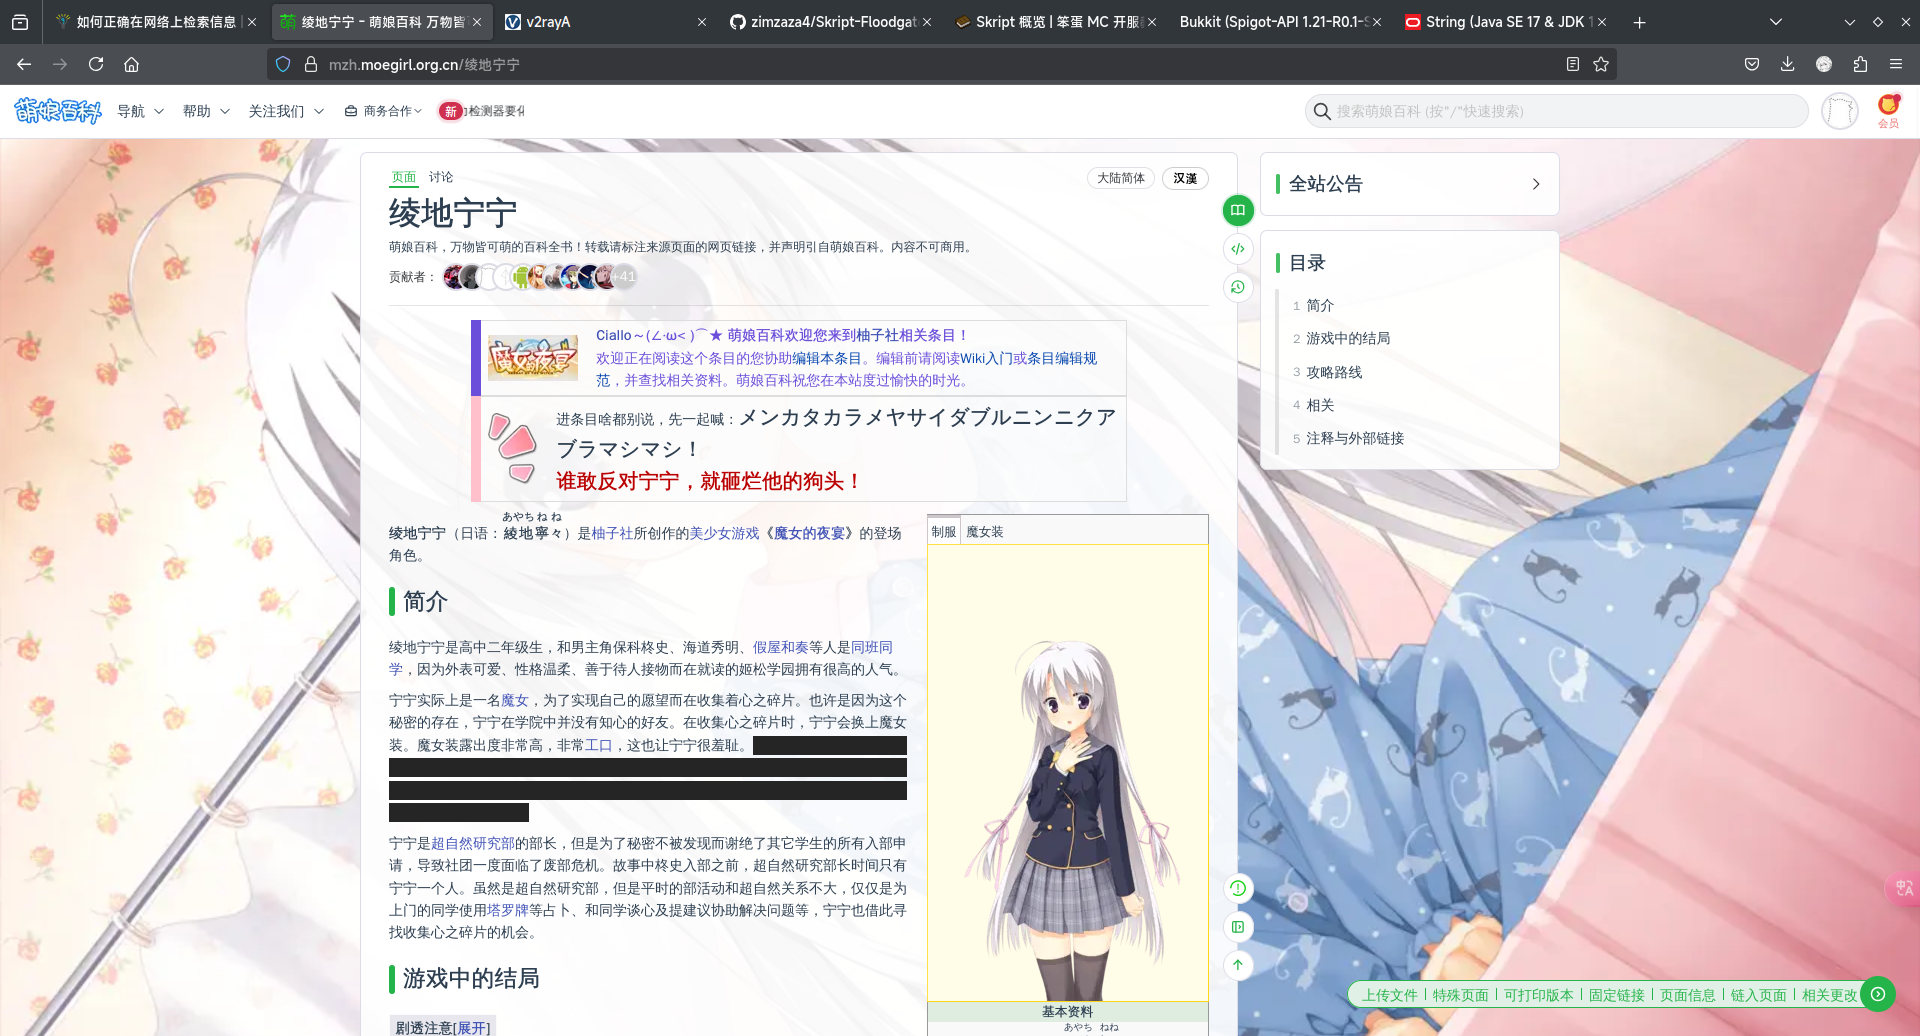 如何正确在网络上检索信息 |
绫地宁宁 - 萌娘百科 万物皆
v2rayA
zimzaza4/Skript-Floodgat
Skript 概览 | 笨蛋 MC 开服
Bukkit (Spigot-API 1.21-R0.1-S
String (Java SE 17 & JDK 1
mzh.moegirl.org.cn/绫地宁宁
萌娘百科
导航
帮助
关注我们
商务合作
新
检测器要化
搜索萌娘百科 (按"/"快速搜索)
会员
页面
讨论
大陆简体
汉漢
绫地宁宁
萌娘百科，万物皆可萌的百科全书！转载请标注来源页面的网页链接，并声明引自萌娘百科。内容不可商用。
贡献者：
+41
魔女的夜宴
Ciallo～(∠·ω< )⌒★ 萌娘百科欢迎您来到柚子社相关条目！
欢迎正在阅读这个条目的您协助编辑本条目。编辑前请阅读Wiki入门或条目编辑规
范，并查找相关资料。萌娘百科祝您在本站度过愉快的时光。
进条目啥都别说，先一起喊：メンカタカラメヤサイダブルニンニクア
ブラマシマシ！
谁敢反对宁宁，就砸烂他的狗头！
あやち ね ね
绫地宁宁（日语：綾地寧々）是柚子社所创作的美少女游戏《魔女的夜宴》的登场
角色。
简介
绫地宁宁是高中二年级生，和男主角保科柊史、海道秀明、假屋和奏等人是同班同
学，因为外表可爱、性格温柔、善于待人接物而在就读的姬松学园拥有很高的人气。
宁宁实际上是一名魔女，为了实现自己的愿望而在收集着心之碎片。也许是因为这个
秘密的存在，宁宁在学院中并没有知心的好友。在收集心之碎片时，宁宁会换上魔女
装。魔女装露出度非常高，非常工口，这也让宁宁很羞耻。
宁宁是超自然研究部的部长，但是为了秘密不被发现而谢绝了其它学生的所有入部申
请，导致社团一度面临了废部危机。故事中柊史入部之前，超自然研究部长时间只有
宁宁一个人。虽然是超自然研究部，但是平时的部活动和超自然关系不大，仅仅是为
上门的同学使用塔罗牌等占卜、和同学谈心及提建议协助解决问题等，宁宁也借此寻
找收集心之碎片的机会。
游戏中的结局
剧透注意[展开]
制服
魔女装
基本资料
あやち ねね
全站公告
目录
1 简介
2 游戏中的结局
3 攻略路线
4 相关
5 注释与外部链接
上传文件 | 特殊页面 | 可打印版本 | 固定链接 | 页面信息 | 链入页面 | 相关更改